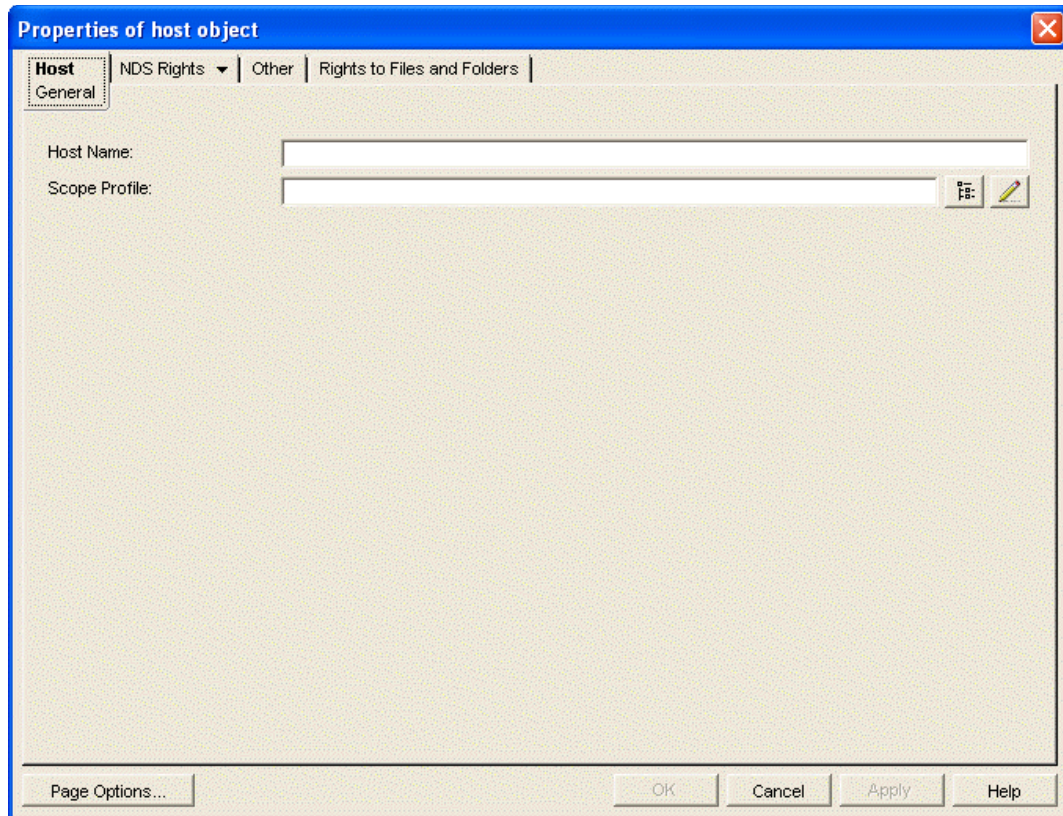 Properties of host object
Host NDS Rights Other Rights to Files and Folders
General
Host Name:
Scope Profile:
Page Options... OK Cancel Apply Help